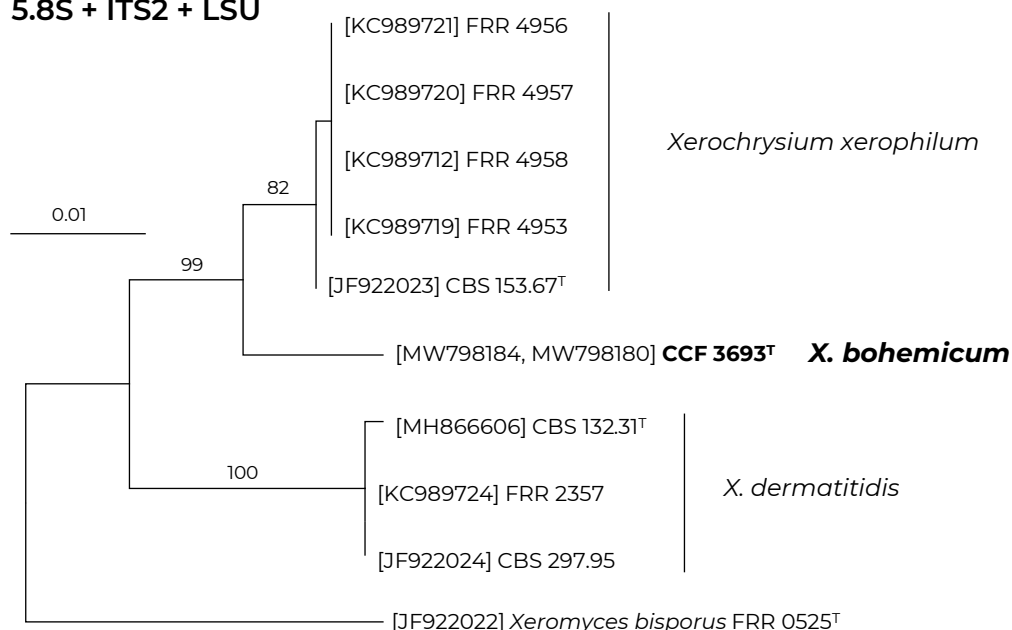 5.8S + ITS2 + LSU
[KC989721] FRR 4956
[KC989720] FRR 4957
Xerochrysium xerophilum
[KC989712] FRR 4958
82
0.01
[KC989719] FRR 4953
99
[JF922023] CBS 153.67ᵀ
[MW798184, MW798180] CCF 3693ᵀ X. bohemicum
[MH866606] CBS 132.31ᵀ
100
[KC989724] FRR 2357
X. dermatitidis
[JF922024] CBS 297.95
[JF922022] Xeromyces bisporus FRR 0525ᵀ